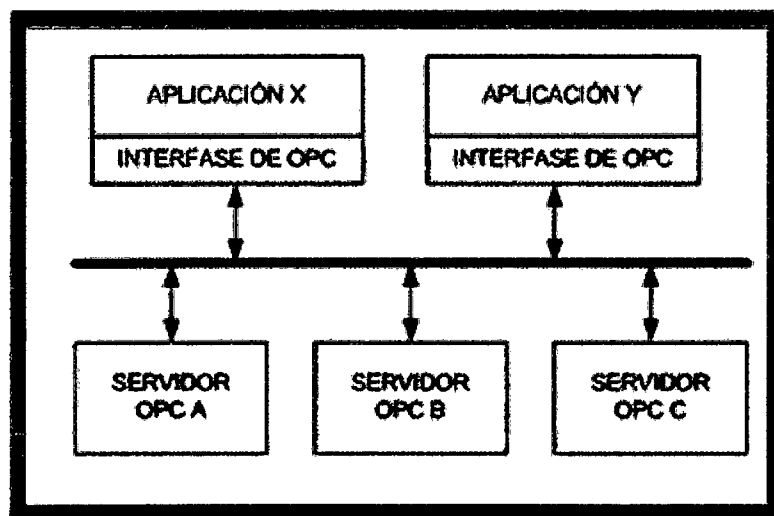 APLICACIÓN X
APLICACIÓN Y
INTERFASE DE OPC
INTERFASE DE OPC
SERVIDOR
OPC A
SERVIDOR
OPC B
SERVIDOR
OPC C